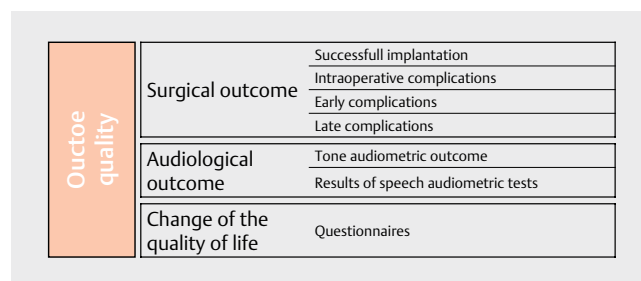 Ouctoe
quality
Surgical outcome
Successfull implantation
Intraoperative complications
Early complications
Late complications
Audiological
outcome
Tone audiometric outcome
Results of speech audiometric tests
Change of the
quality of life
Questionnaires